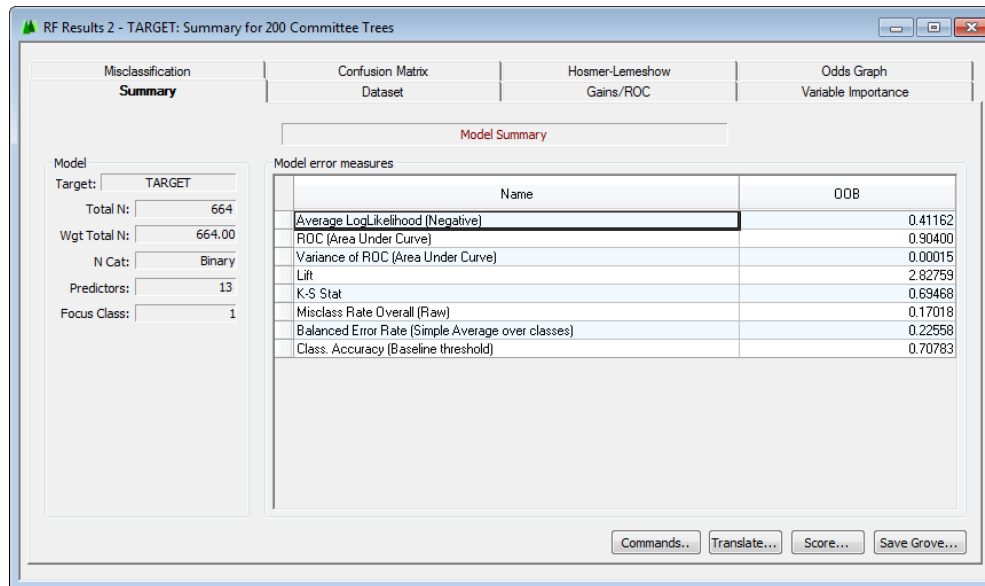 RF Results 2 - TARGET: Summary for 200 Committee Trees
Misclassification Confusion Matrix Hosmer-Lemeshow Odds Graph
Summary Dataset Gains/ROC Variable Importance
Model Summary
Model
Target: TARGET
Total N: 664
Wgt Total N: 664.00
N Cat: Binary
Predictors: 13
Focus Class: 1
Model error measures
Name OOB
Average LogLikelihood (Negative) 0.41162
ROC (Area Under Curve) 0.90400
Variance of ROC (Area Under Curve) 0.00015
Lift 2.82759
K-S Stat 0.69468
Misclass Rate Overall (Raw) 0.17018
Balanced Error Rate (Simple Average over classes) 0.22558
Class. Accuracy (Baseline threshold) 0.70783
Commands.. Translate... Score... Save Grove...